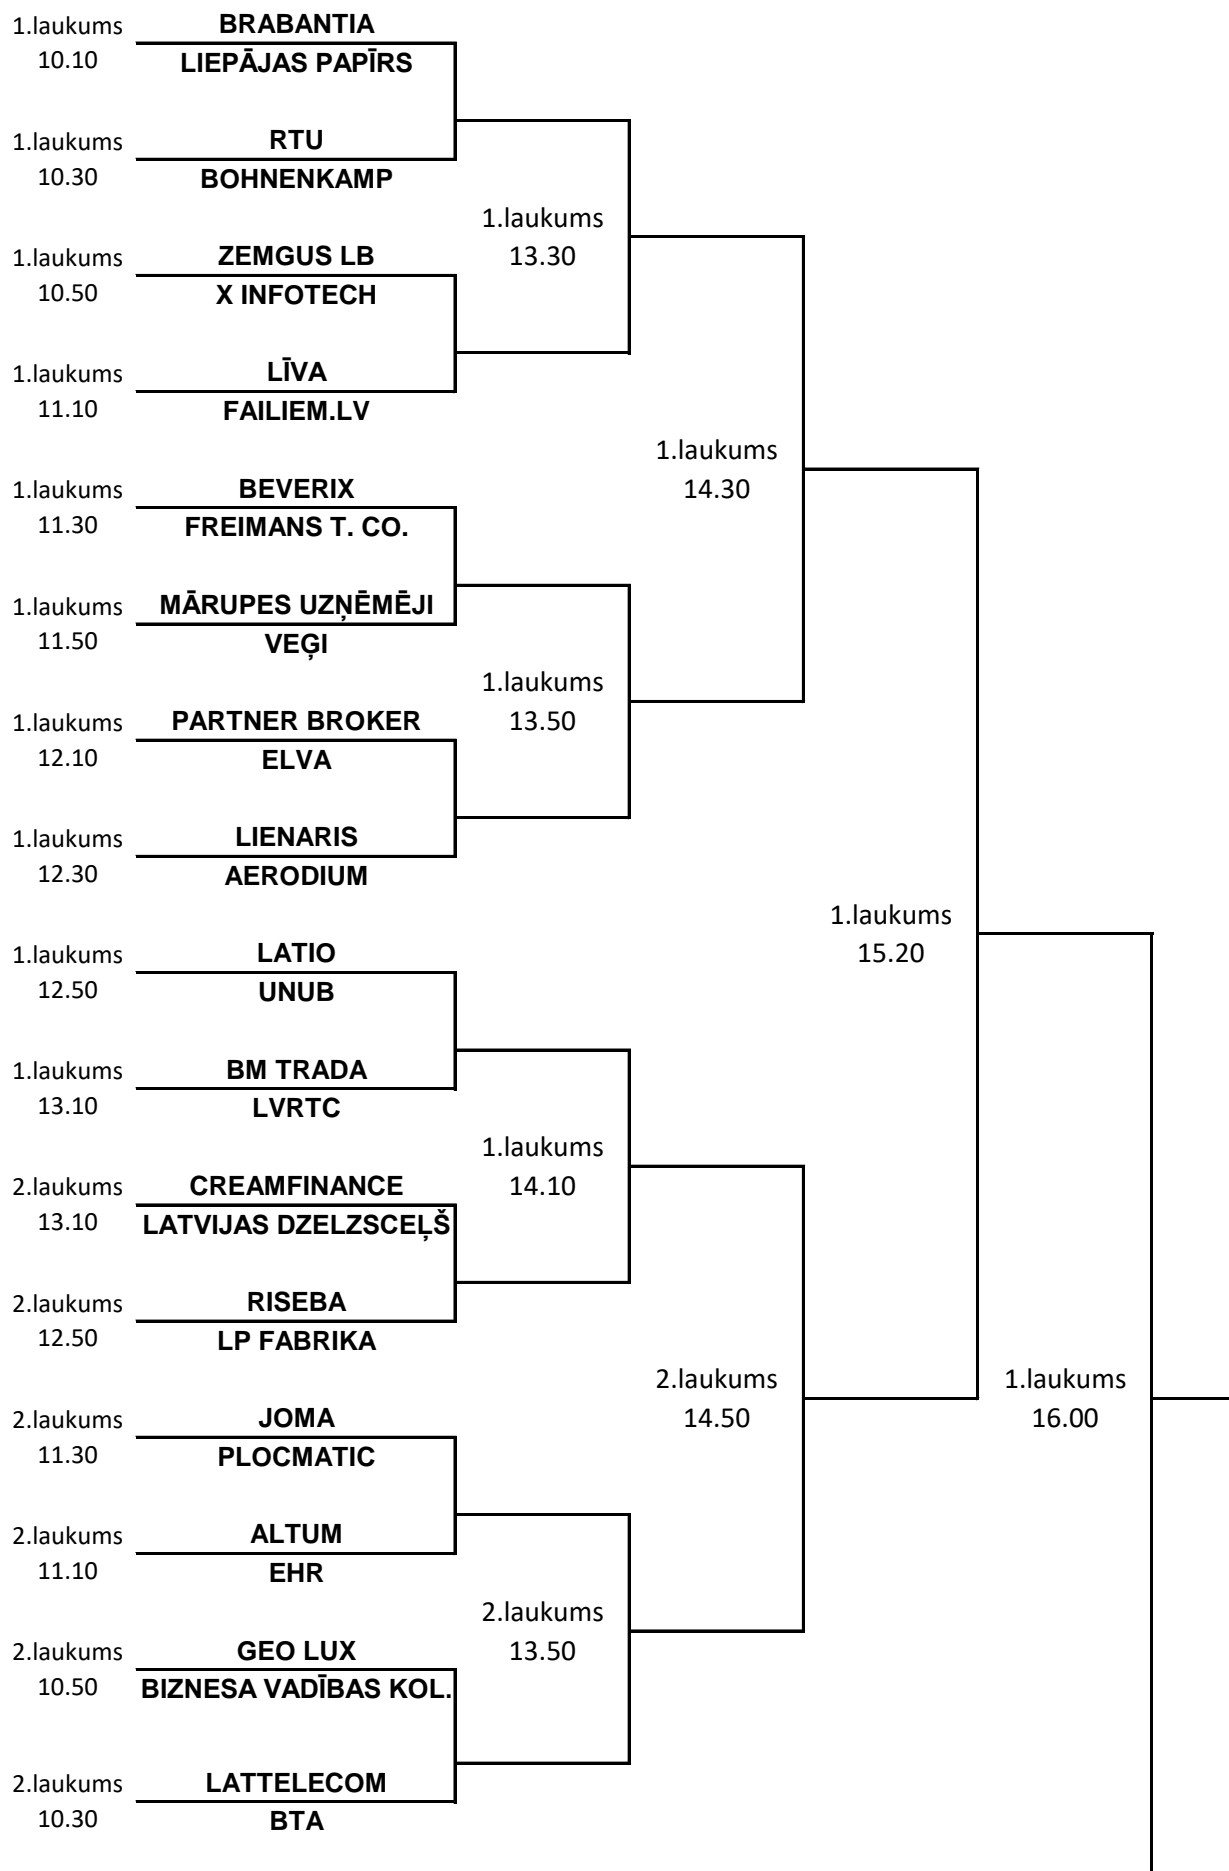 1.laukums
BRABANTIA
10.10
LIEPĀJAS PAPĪRS
1.laukums
RTU
10.30
BOHNENKAMP
1.laukums
13.30
1.laukums
ZEMGUS LB
10.50
X INFOTECH
1.laukums
LĪVA
11.10
FAILIEM.LV
1.laukums
14.30
1.laukums
BEVERIX
11.30
FREIMANS T. CO.
1.laukums
MĀRUPES UZŅĒMĒJI
11.50
VEĢI
1.laukums
13.50
1.laukums
PARTNER BROKER
12.10
ELVA
1.laukums
LIENARIS
12.30
AERODIUM
1.laukums
15.20
1.laukums
LATIO
12.50
UNUB
1.laukums
BM TRADA
13.10
LVRTC
1.laukums
14.10
2.laukums
CREAMFINANCE
13.10
LATVIJAS DZELZSCEĻŠ
2.laukums
RISEBA
12.50
LP FABRIKA
2.laukums
14.50
1.laukums
16.00
2.laukums
JOMA
11.30
PLOCMATIC
2.laukums
ALTUM
11.10
EHR
2.laukums
13.50
2.laukums
GEO LUX
10.50
BIZNESA VADĪBAS KOL.
2.laukums
LATTELECOM
10.30
BTA